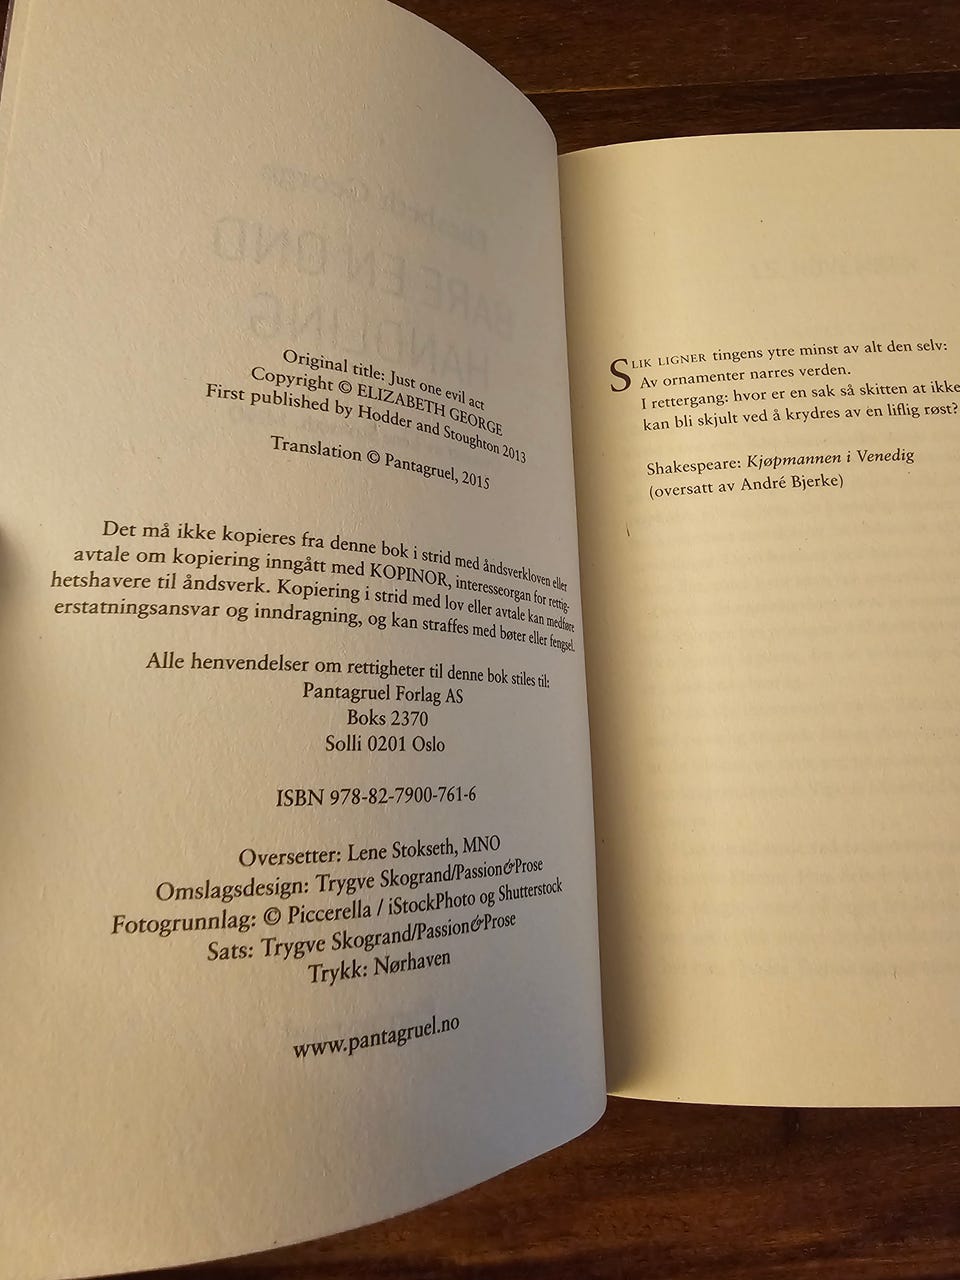 Original title: Just one evil act
Copyright © ELIZABETH GEORGE
First published by Hodder and Stoughton 2013
Translation © Pantagruel, 2015
Det må ikke kopieres fra denne bok i strid med åndsverkloven eller
avtale om kopiering inngått med KOPINOR, interesseorgan for rettig-
hetshavere til åndsverk. Kopiering i strid med lov eller avtale kan medføre
erstatningsansvar og inndragning, og kan straffes med bøter eller fengsel.
Alle henvendelser om rettigheter til denne bok stiles til:
Pantagruel Forlag AS
Boks 2370
Solli 0201 Oslo
ISBN 978-82-7900-761-6
Oversetter: Lene Stokseth, MNO
Omslagsdesign: Trygve Skogrand/Passion&Prose
Fotogrunnlag: © Piccerella / iStockPhoto og Shutterstock
Sats: Trygve Skogrand/Passion&Prose
Trykk: Nørhaven
www.pantagruel.no
SLIK LIGNER tingens ytre minst av alt den selv:
Av ornamenter narres verden.
I rettergang: hvor er en sak så skitten at ikke
kan bli skjult ved å krydres av en liflig røst?
Shakespeare: Kjøpmannen i Venedig
(oversatt av André Bjerke)